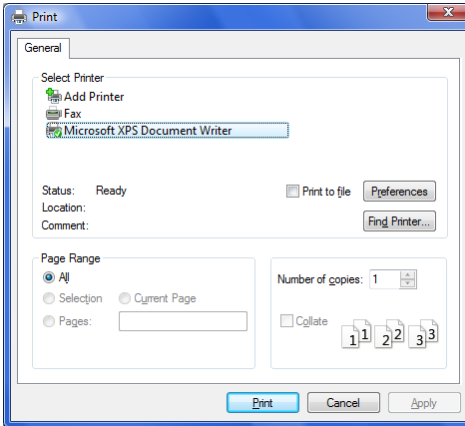 Print
General
Select Printer
Add Printer
Fax
Microsoft XPS Document Writer
Status: Ready
Print to file
Preferences
Location:
Comment:
Find Printer...
Page Range
All
Selection
Current Page
Pages:
Number of copies: 1
Collate
1 1 2 2 3 3
Print
Cancel
Apply